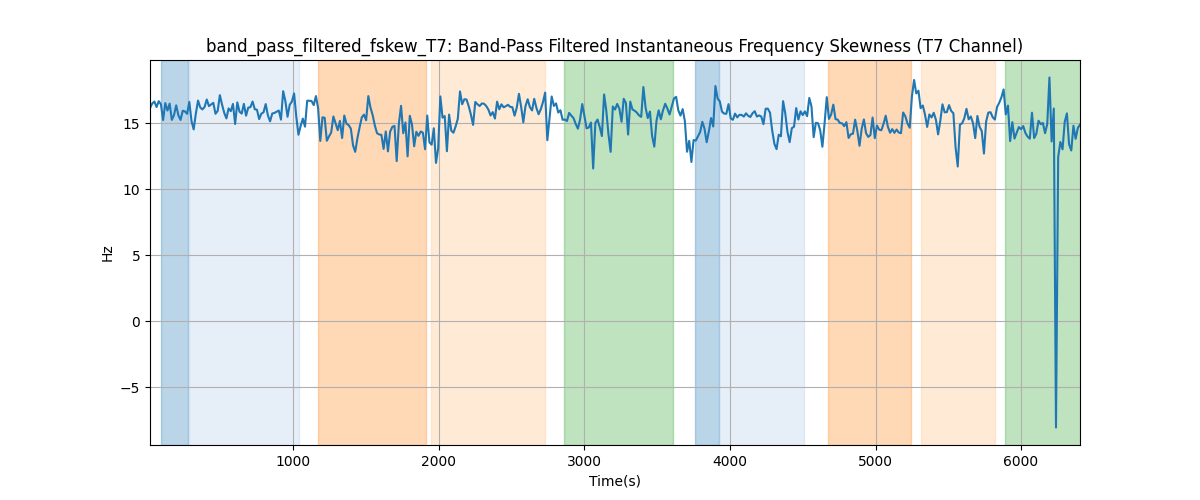 band_pass_filtered_fskew_T7: Band-Pass Filtered Instantaneous Frequency Skewness (T7 Channel)
15
10
5
0
−5
Hz
1000 2000 3000 4000 5000 6000
Time(s)